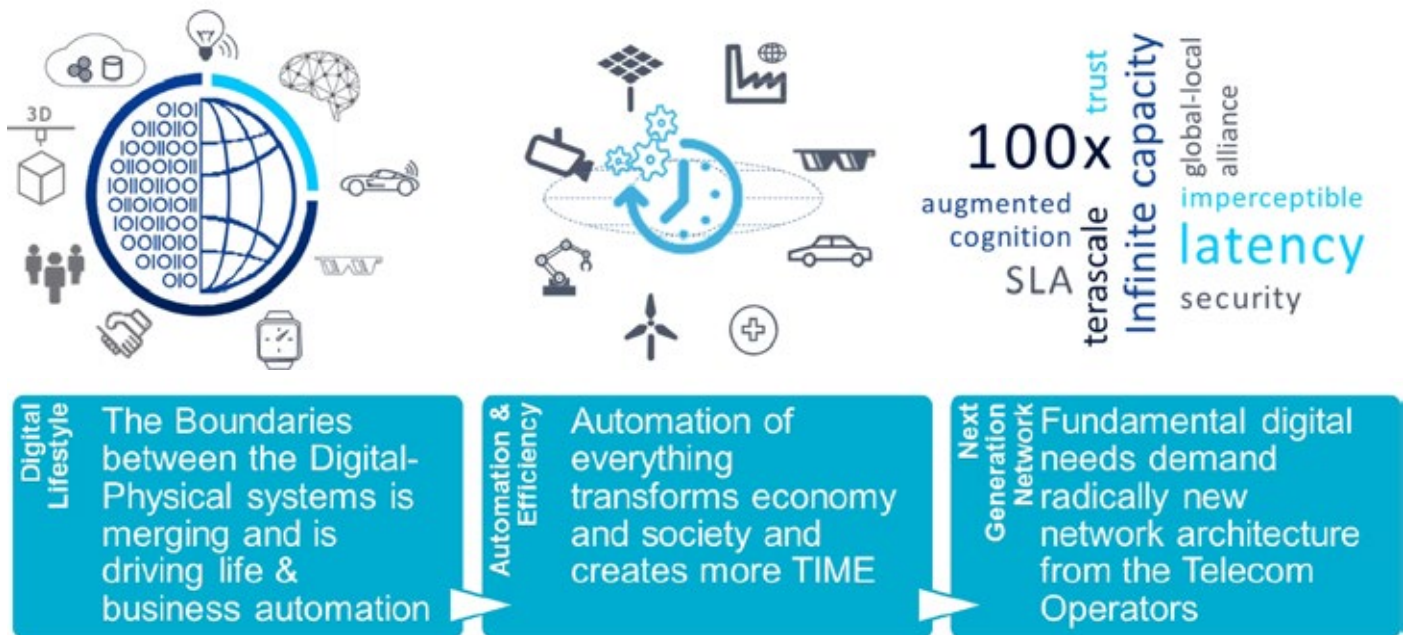 3D
OIOI
OIIOIIO
IOOIIOO
OIIOOIOII
IOIIOIIOO
OIOIIOOIOII
IOIIOIIOO
OOIIOIO
OIOIIO
OIO
100x
trust
Infinite capacity
global-local
alliance
augmented
cognition
SLA
terascale
imperceptible
latency
security
Digital
Lifestyle
The Boundaries
between the Digital-
Physical systems is
merging and is
driving life &
business automation
Automation &
Efficiency
Automation of
everything
transforms economy
and society and
creates more TIME
Next
Generation
Network
Fundamental digital
needs demand
radically new
network architecture
from the Telecom
Operators